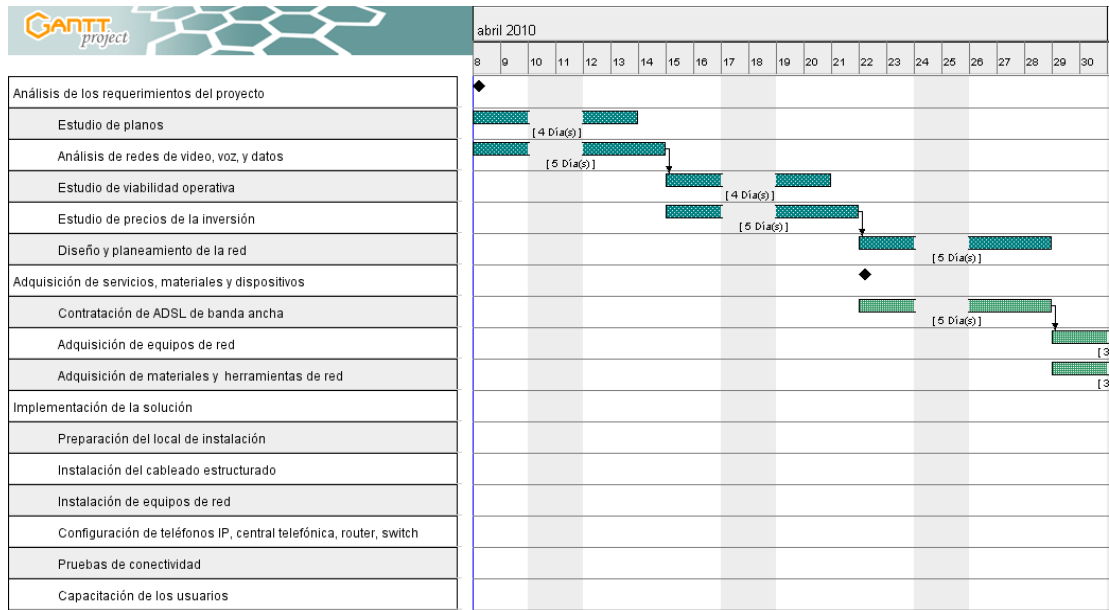 GANTT
project
abril 2010
8 9 10 11 12 13 14 15 16 17 18 19 20 21 22 23 24 25 26 27 28 29 30
Análisis de los requerimientos del proyecto
Estudio de planos
[ 4 Día(s) ]
Análisis de redes de video, voz, y datos
[ 5 Día(s) ]
Estudio de viabilidad operativa
[ 4 Día(s) ]
Estudio de precios de la inversión
[ 5 Día(s) ]
Diseño y planeamiento de la red
[ 5 Día(s) ]
Adquisición de servicios, materiales y dispositivos
Contratación de ADSL de banda ancha
[ 5 Día(s) ]
Adquisición de equipos de red
[ 3
Adquisición de materiales y herramientas de red
[ 3
Implementación de la solución
Preparación del local de instalación
Instalación del cableado estructurado
Instalación de equipos de red
Configuración de teléfonos IP, central telefónica, router, switch
Pruebas de conectividad
Capacitación de los usuarios